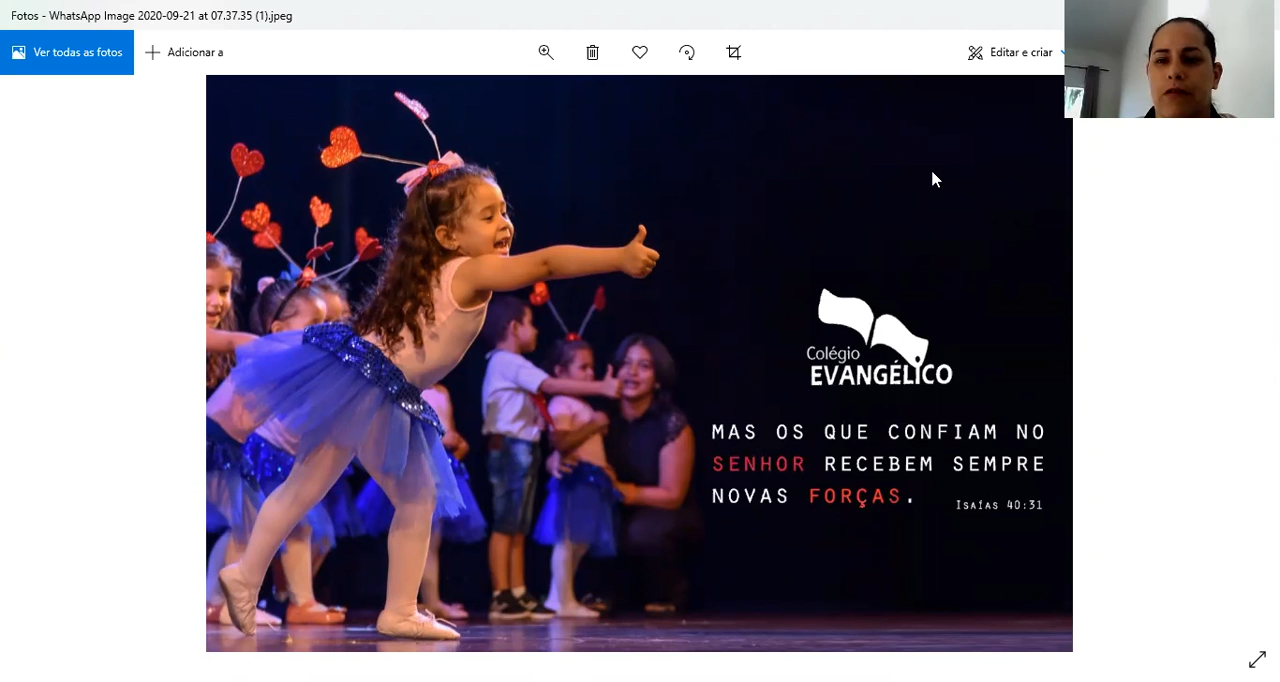 Fotos - WhatsApp Image 2020-09-21 at 07.37.35 (1).jpeg
Ver todas as fotos
Adicionar a
Editar e criar
Colégio
EVANGÉLICO
MAS OS QUE CONFIAM NO
SENHOR RECEBEM SEMPRE
NOVAS FORÇAS.
Isaías 40:31